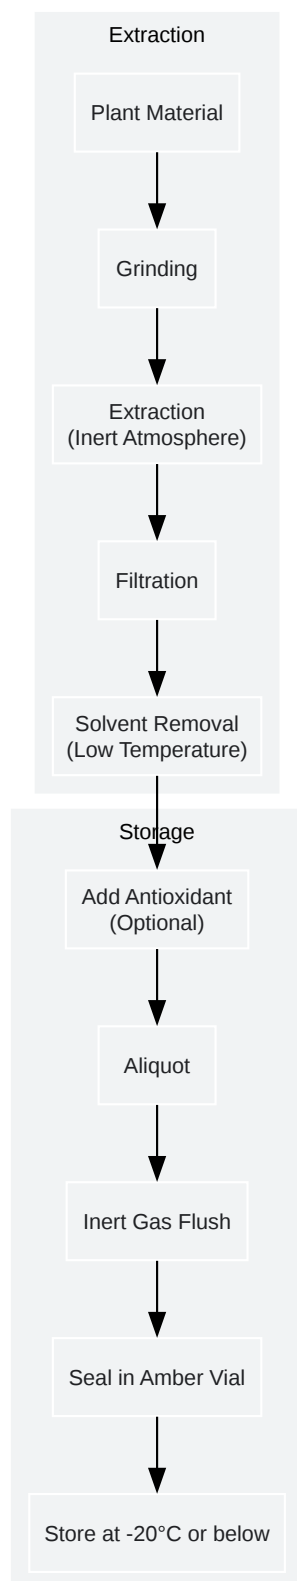 Extraction
Plant Material
Grinding
Extraction
(Inert Atmosphere)
Filtration
Solvent Removal
(Low Temperature)
Storage
Add Antioxidant
(Optional)
Aliquot
Inert Gas Flush
Seal in Amber Vial
Store at -20°C or below